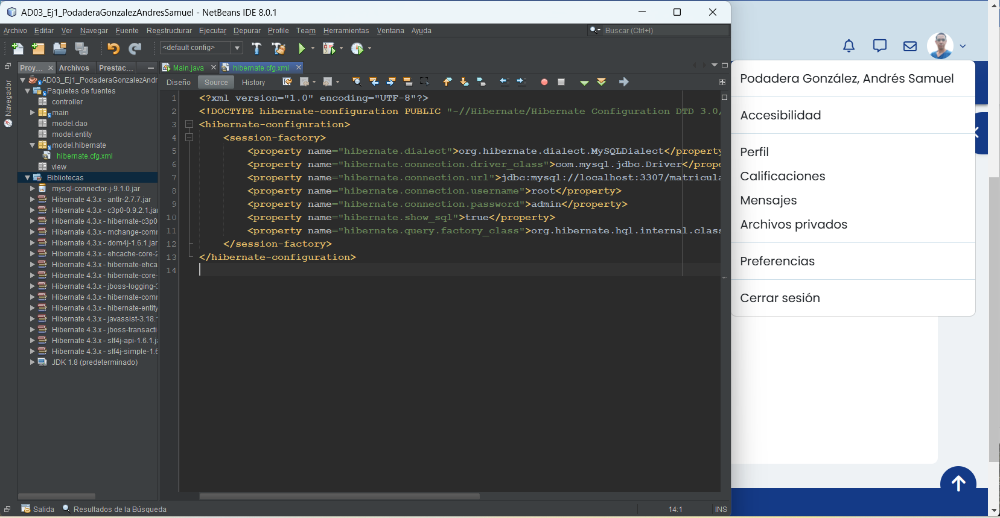 AD03_Ej1_PodaderaGonzalezAndresSamuel - NetBeans IDE 8.0.1
Archivo Editar Ver Navegar Fuente Reestructurar Ejecutar Depurar Profile Team Herramientas Ventana Ayuda
Buscar (Ctrl+I)
<default config>
Proy...
Archivos
Prestac...
Navegador
AD03_Ej1_PodaderaGonzalezAndr
Paquetes de fuentes
controller
main
model.dao
model.entity
model.hibernate
hibernate.cfg.xml
view
Bibliotecas
mysql-connector-j-9.1.0.jar
Hibernate 4.3.x - antlr-2.7.7.jar
Hibernate 4.3.x - c3p0-0.9.2.1.jar
Hibernate 4.3.x - hibernate-c3p0
Hibernate 4.3.x - mchange-comm
Hibernate 4.3.x - dom4j-1.6.1.jar
Hibernate 4.3.x - ehcache-core-2
Hibernate 4.3.x - hibernate-ehca
Hibernate 4.3.x - hibernate-core-
Hibernate 4.3.x - jboss-logging-3
Hibernate 4.3.x - hibernate-comm
Hibernate 4.3.x - hibernate-entity
Hibernate 4.3.x - javassist-3.18.1
Hibernate 4.3.x - jboss-transacti
Hibernate 4.3.x - slf4j-api-1.6.1.ja
Hibernate 4.3.x - slf4j-simple-1.6
JDK 1.8 (predeterminado)
Main.java
hibernate.cfg.xml
Diseño Source History
1 <?xml version="1.0" encoding="UTF-8"?>
2 <!DOCTYPE hibernate-configuration PUBLIC "-//Hibernate/Hibernate Configuration DTD 3.0/
3 <hibernate-configuration>
4 <session-factory>
5 <property name="hibernate.dialect">org.hibernate.dialect.MySQLDialect</property
6 <property name="hibernate.connection.driver_class">com.mysql.jdbc.Driver</prope
7 <property name="hibernate.connection.url">jdbc:mysql://localhost:3307/matricula
8 <property name="hibernate.connection.username">root</property>
9 <property name="hibernate.connection.password">admin</property>
10 <property name="hibernate.show_sql">true</property>
11 <property name="hibernate.query.factory_class">org.hibernate.hql.internal.class
12 </session-factory>
13 </hibernate-configuration>
14
Salida
Resultados de la Búsqueda
14:1
INS
Podadera González, Andrés Samuel
Accesibilidad
Perfil
Calificaciones
Mensajes
Archivos privados
Preferencias
Cerrar sesión